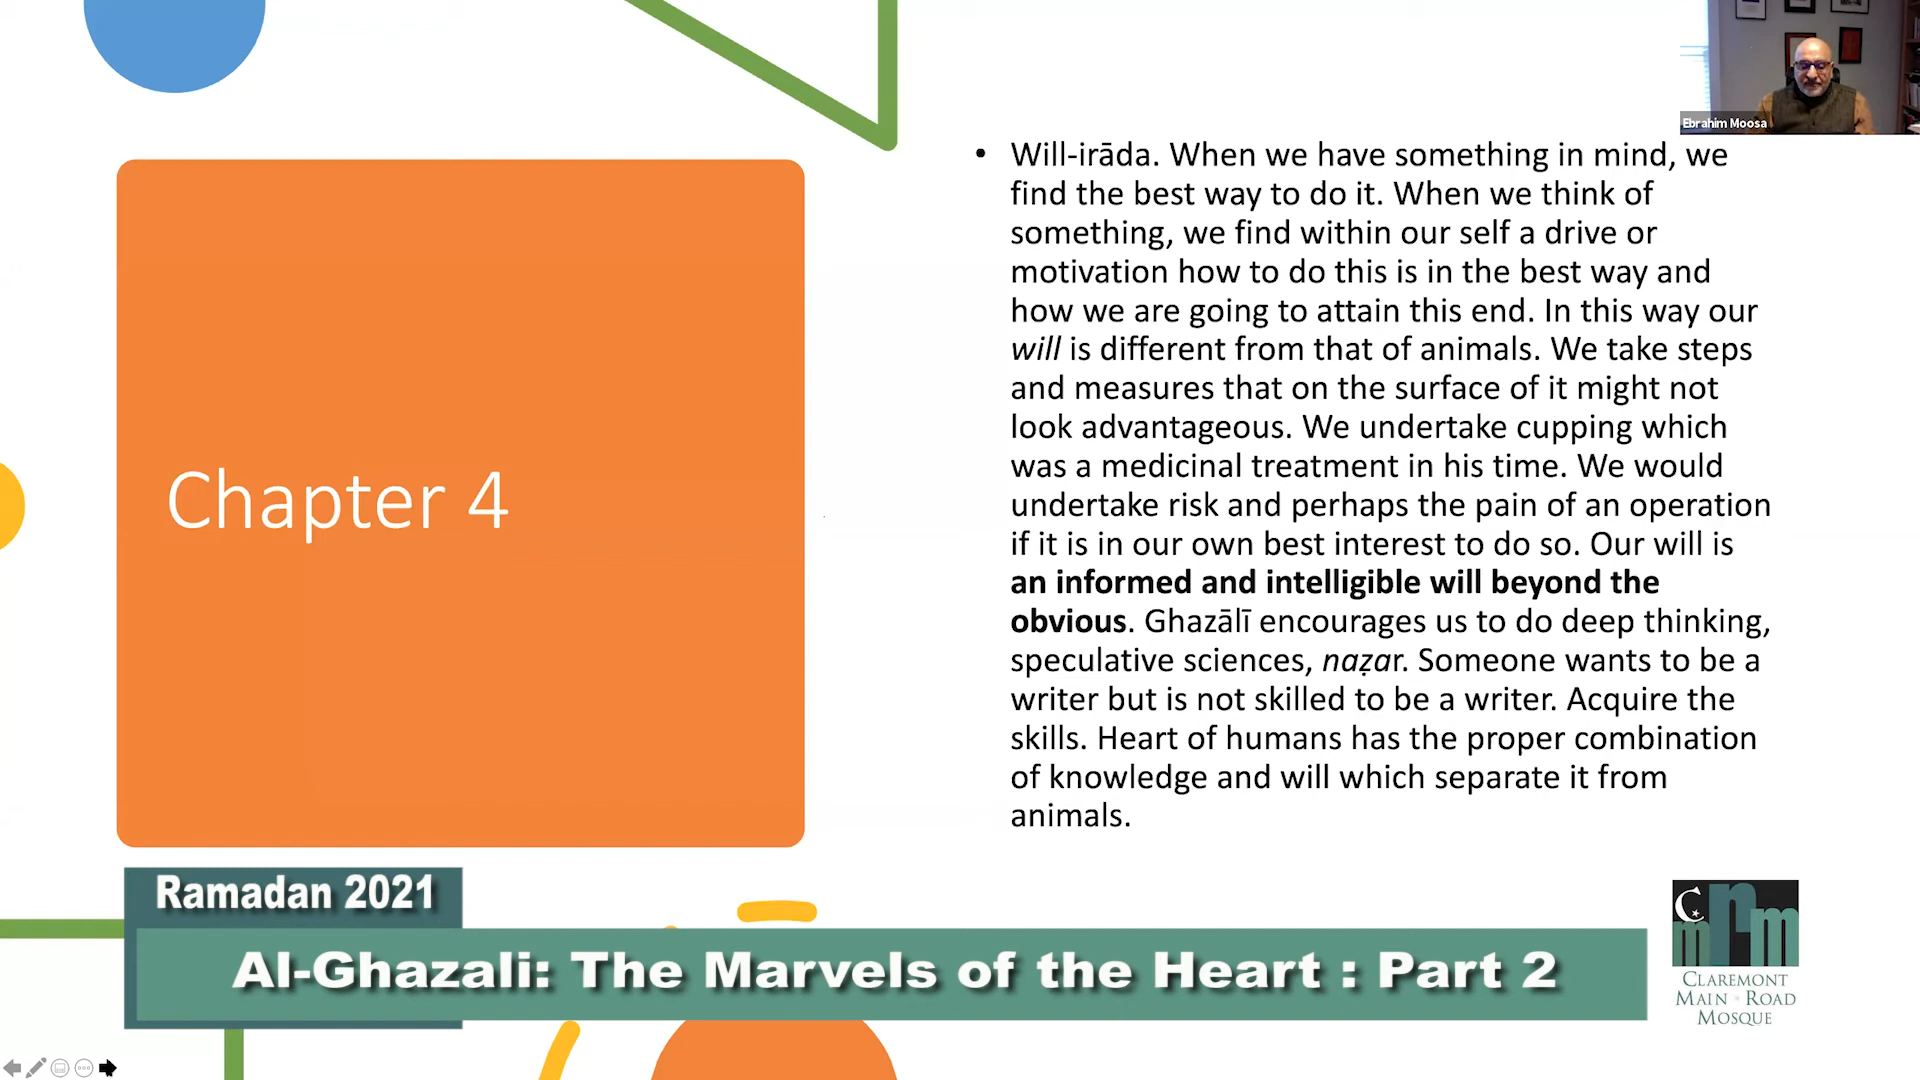 Ebrahim Moosa
Chapter 4
• Will-irāda. When we have something in mind, we
find the best way to do it. When we think of
something, we find within our self a drive or
motivation how to do this is in the best way and
how we are going to attain this end. In this way our
will is different from that of animals. We take steps
and measures that on the surface of it might not
look advantageous. We undertake cupping which
was a medicinal treatment in his time. We would
undertake risk and perhaps the pain of an operation
if it is in our own best interest to do so. Our will is
an informed and intelligible will beyond the
obvious. Ghazālī encourages us to do deep thinking,
speculative sciences, naẓar. Someone wants to be a
writer but is not skilled to be a writer. Acquire the
skills. Heart of humans has the proper combination
of knowledge and will which separate it from
animals.
Ramadan 2021
Al-Ghazali: The Marvels of the Heart : Part 2
cmrm
CLAREMONT
MAIN ROAD
MOSQUE